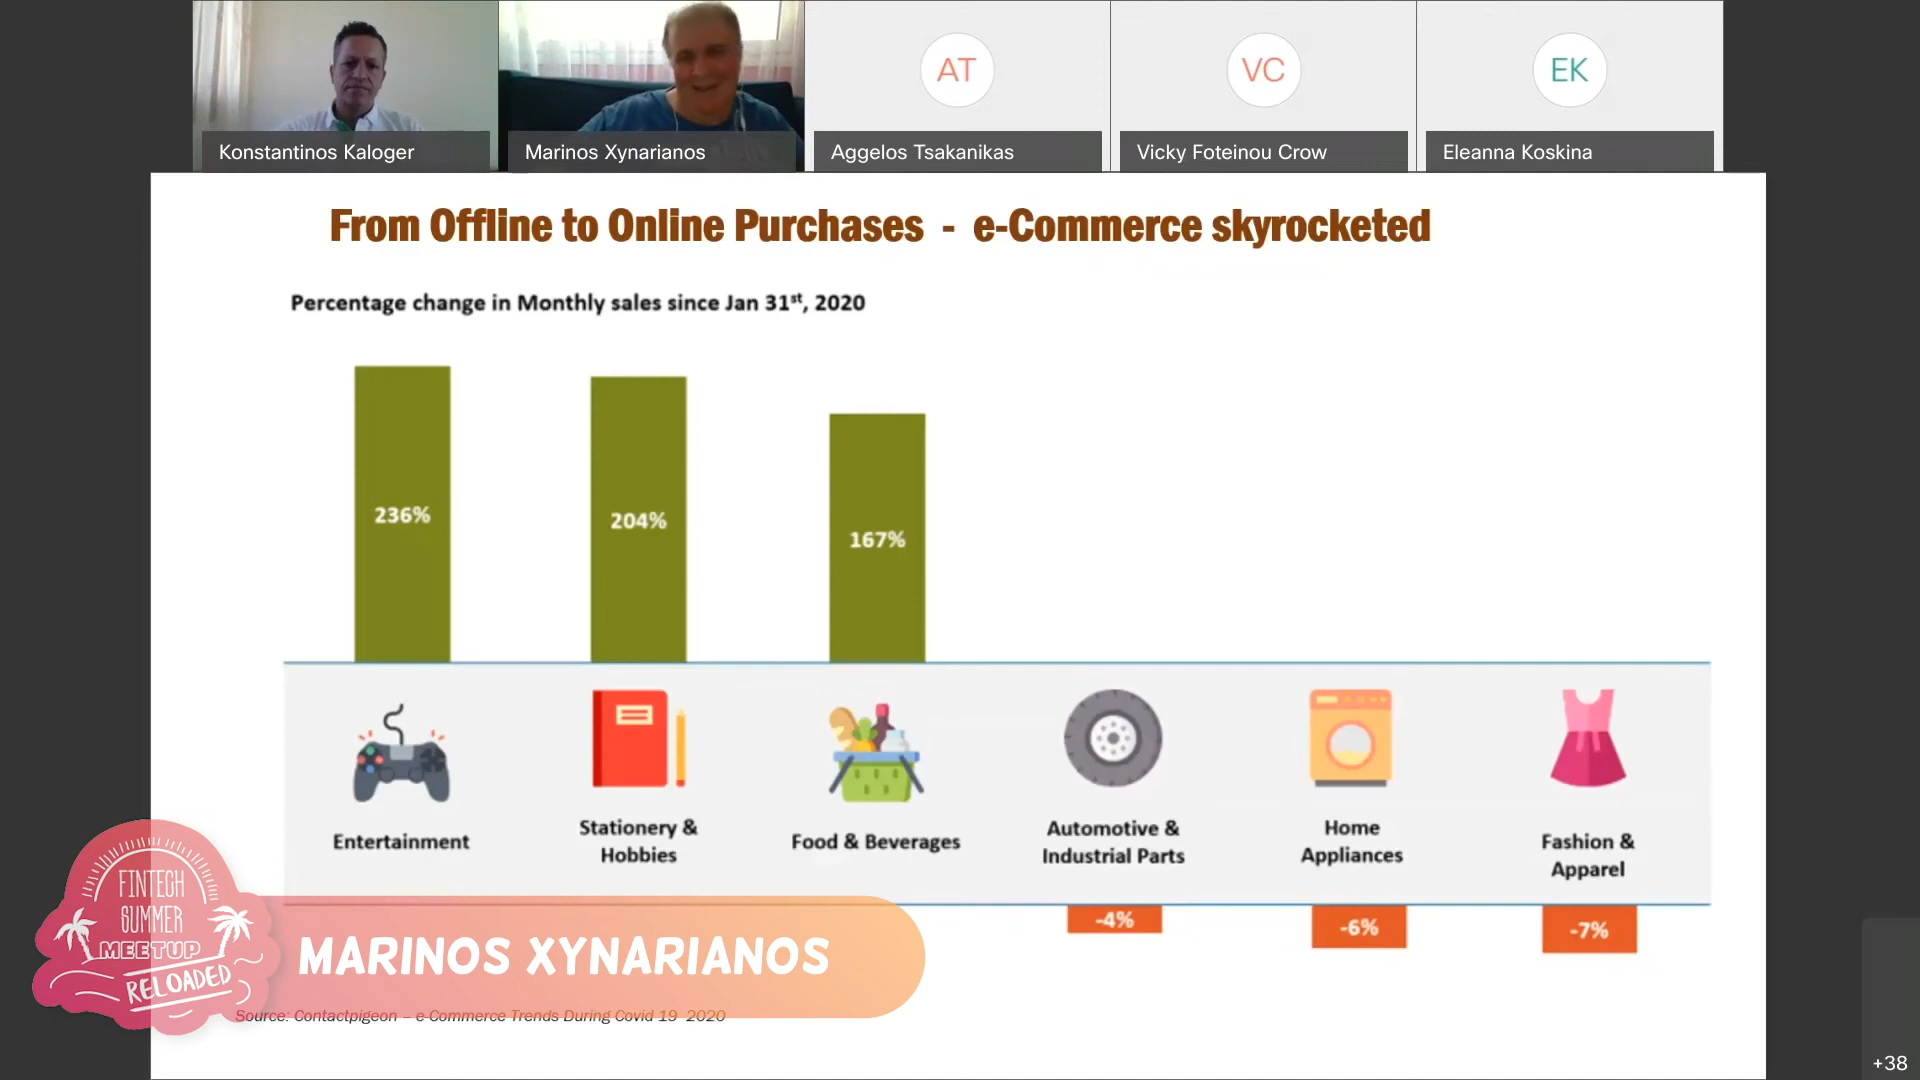 AT
VC
EK
Konstantinos Kaloger
Marinos Xynarianos
Aggelos Tsakanikas
Vicky Foteinou Crow
Eleanna Koskina
From Offline to Online Purchases - e-Commerce skyrocketed
Percentage change in Monthly sales since Jan 31st, 2020
236%
204%
167%
Entertainment
Stationery &
Hobbies
Food & Beverages
Automotive &
Industrial Parts
Home
Appliances
Fashion &
Apparel
-4%
-6%
-7%
FINTECH
SUMMER
MEETUP
RELOADED
MARINOS XYNARIANOS
Source: Contactpigeon – e-Commerce Trends During Covid 19 2020
+38